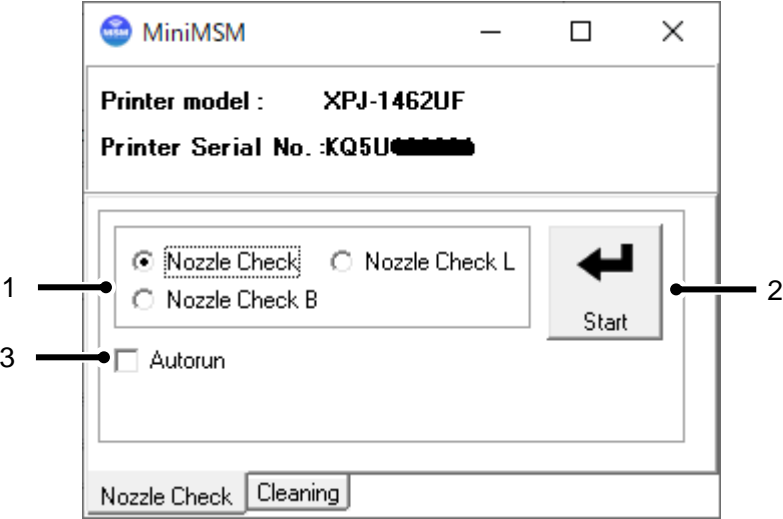 MSM MiniMSM
Printer model : XPJ-1462UF
Printer Serial No. :KQ5U
1
Nozzle Check Nozzle Check L
Nozzle Check B
Start
2
3
Autorun
Nozzle Check Cleaning